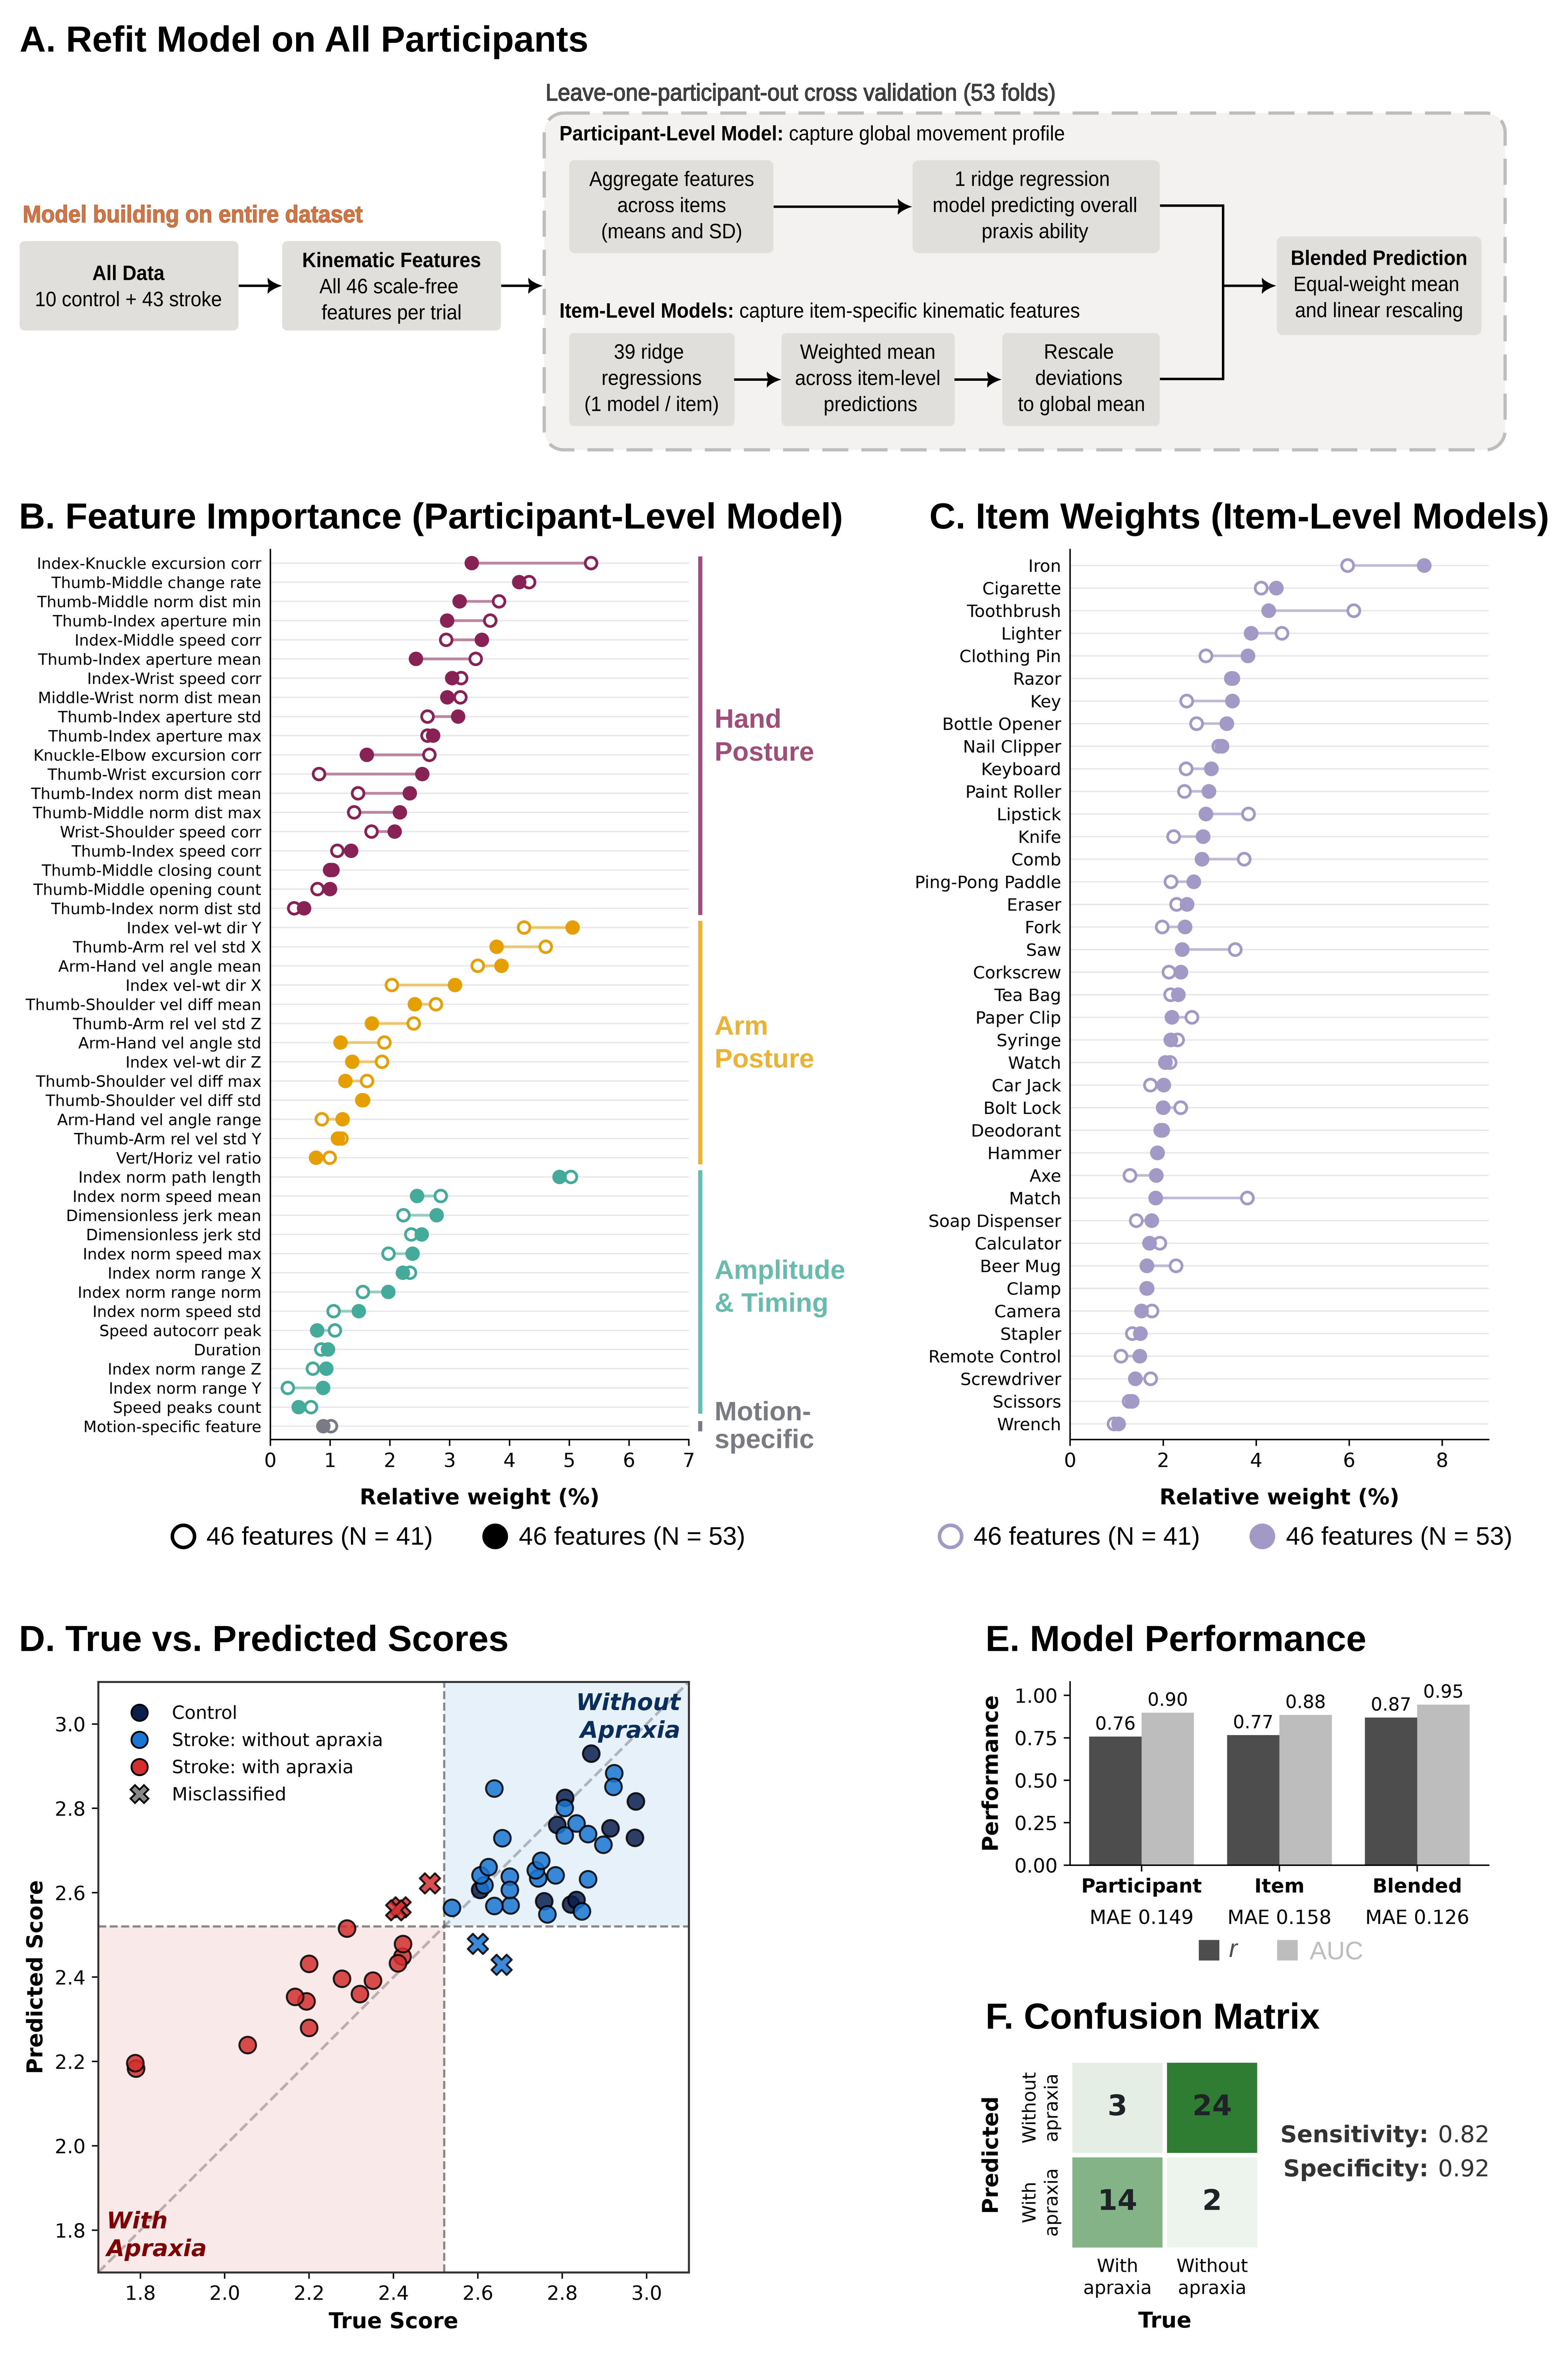 A. Refit Model on All Participants
Leave-one-participant-out cross validation (53 folds)
Model building on entire dataset
All Data
10 control + 43 stroke
Kinematic Features
All 46 scale-free
features per trial
Participant-Level Model: capture global movement profile
Aggregate features
across items
(means and SD)
1 ridge regression
model predicting overall
praxis ability
Item-Level Models: capture item-specific kinematic features
39 ridge
regressions
(1 model / item)
Weighted mean
across item-level
predictions
Rescale
deviations
to global mean
Blended Prediction
Equal-weight mean
and linear rescaling
B. Feature Importance (Participant-Level Model)
Index-Knuckle excursion corr
Thumb-Middle change rate
Thumb-Middle norm dist min
Thumb-Index aperture min
Index-Middle speed corr
Thumb-Index aperture mean
Index-Wrist speed corr
Middle-Wrist norm dist mean
Thumb-Index aperture std
Thumb-Index aperture max
Knuckle-Elbow excursion corr
Thumb-Wrist excursion corr
Thumb-Index norm dist mean
Thumb-Middle norm dist max
Wrist-Shoulder speed corr
Thumb-Index speed corr
Thumb-Middle closing count
Thumb-Middle opening count
Thumb-Index norm dist std
Index vel-wt dir Y
Thumb-Arm rel vel std X
Arm-Hand vel angle mean
Index vel-wt dir X
Thumb-Shoulder vel diff mean
Thumb-Arm rel vel std Z
Arm-Hand vel angle std
Index vel-wt dir Z
Thumb-Shoulder vel diff max
Thumb-Shoulder vel diff std
Arm-Hand vel angle range
Thumb-Arm rel vel std Y
Vert/Horiz vel ratio
Index norm path length
Index norm speed mean
Dimensionless jerk mean
Dimensionless jerk std
Index norm speed max
Index norm range X
Index norm range norm
Index norm speed std
Speed autocorr peak
Duration
Index norm range Z
Index norm range Y
Speed peaks count
Motion-specific feature
Hand
Posture
Arm
Posture
Amplitude
& Timing
Motion-
specific
0 1 2 3 4 5 6 7
Relative weight (%)
46 features (N = 41) 46 features (N = 53)
C. Item Weights (Item-Level Models)
Iron
Cigarette
Toothbrush
Lighter
Clothing Pin
Razor
Key
Bottle Opener
Nail Clipper
Keyboard
Paint Roller
Lipstick
Knife
Comb
Ping-Pong Paddle
Eraser
Fork
Saw
Corkscrew
Tea Bag
Paper Clip
Syringe
Watch
Car Jack
Bolt Lock
Deodorant
Hammer
Axe
Match
Soap Dispenser
Calculator
Beer Mug
Clamp
Camera
Stapler
Remote Control
Screwdriver
Scissors
Wrench
0 2 4 6 8
Relative weight (%)
46 features (N = 41) 46 features (N = 53)
D. True vs. Predicted Scores
Control
Stroke: without apraxia
Stroke: with apraxia
Misclassified
Without
Apraxia
With
Apraxia
Predicted Score
3.0
2.8
2.6
2.4
2.2
2.0
1.8
1.8 2.0 2.2 2.4 2.6 2.8 3.0
True Score
E. Model Performance
Performance
1.00
0.75
0.50
0.25
0.00
0.76 0.90 0.77 0.88 0.87 0.95
Participant Item Blended
MAE 0.149 MAE 0.158 MAE 0.126
r AUC
F. Confusion Matrix
Predicted
Without
apraxia
With
apraxia
3 24
14 2
With
apraxia
Without
apraxia
True
Sensitivity: 0.82
Specificity: 0.92